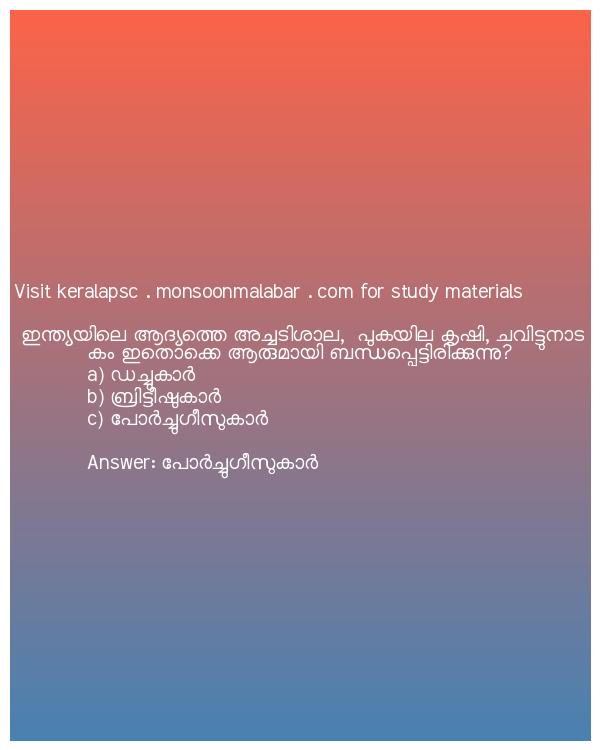 Visit keralapsc . monsoonmalabar . com for study materials
ഇന്ത്യയിലെ ആദ്യത്തെ അച്ചടിശാല, പുകയില കൃഷി, ചവിട്ടുനാട
കം ഇതൊക്കെ ആരുമായി ബന്ധപ്പെട്ടിരിക്കുന്നു?
a) ഡച്ചുകാർ
b) ബ്രിട്ടീഷുകാർ
c) പോർച്ചുഗീസുകാർ
Answer: പോർച്ചുഗീസുകാർ